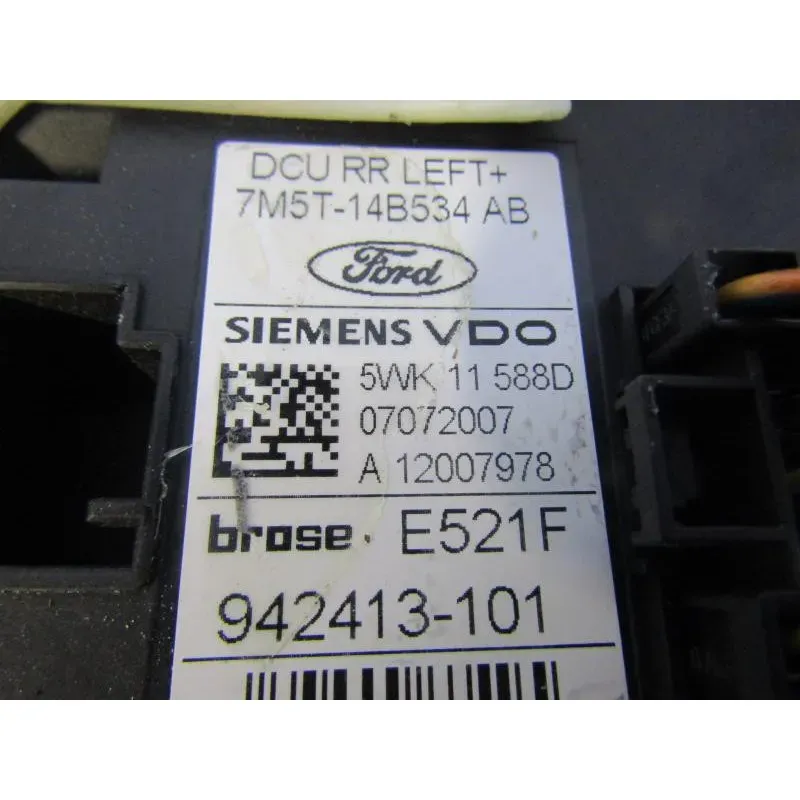 DCU RR LEFT+
7M5T-14B534 AB
Ford
SIEMENS VDO
5WK 11 588D
07072007
A 12007978
brose E521F
942413-101